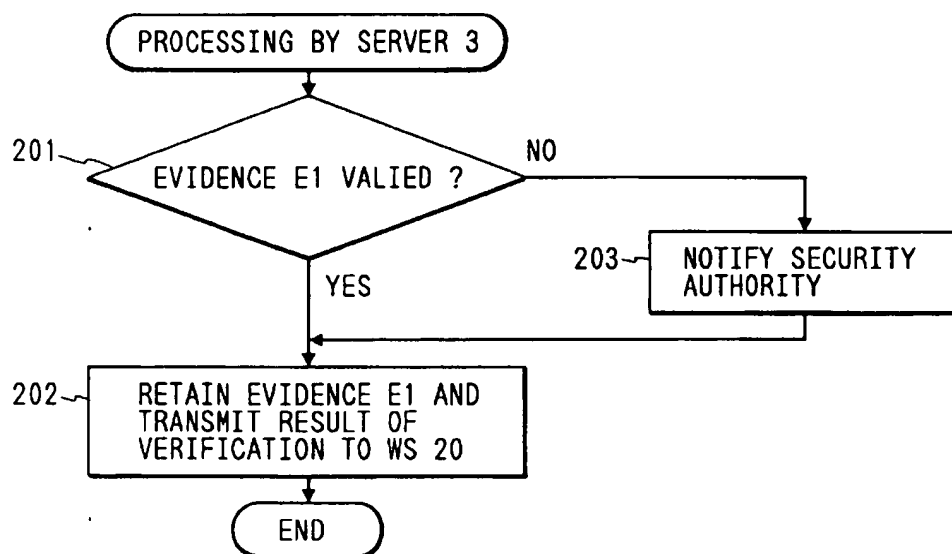 PROCESSING BY SERVER 3
201
EVIDENCE E1 VALIED ?
NO
YES
203
NOTIFY SECURITY
AUTHORITY
202
RETAIN EVIDENCE E1 AND
TRANSMIT RESULT OF
VERIFICATION TO WS 20
END